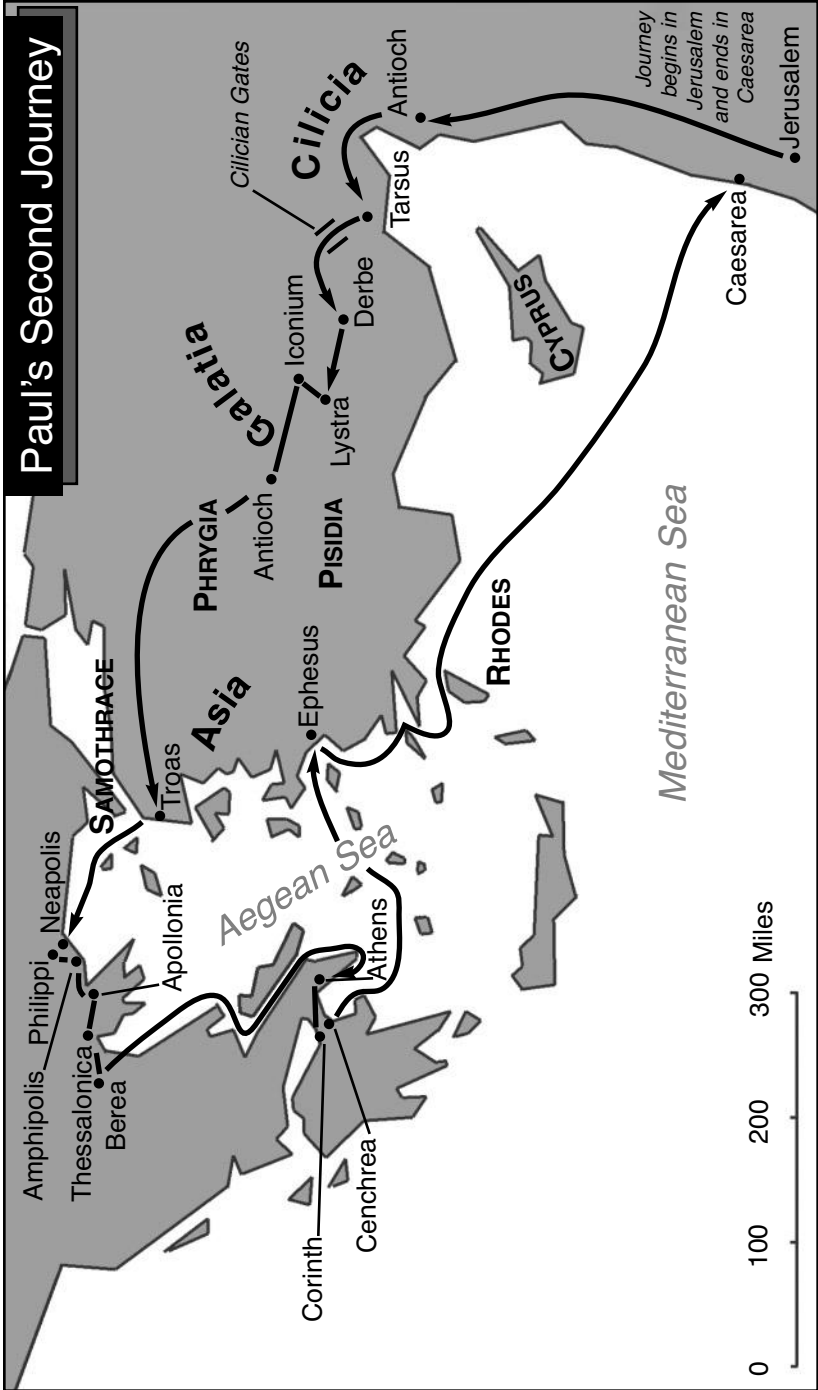 Paul's Second Journey
Amphipolis
Philippi
Neapolis
Thessalonica
Berea
Apollonia
SAMOTHRACE
Troas
Asia
PHRYGIA
Galatia
Cilician Gates
Cilicia
Antioch
Iconium
Antioch
Lystra
Derbe
Tarsus
PISIDIA
Ephesus
Aegean Sea
Athens
Corinth
Cenchrea
RHODES
CYPRUS
Mediterranean Sea
Caesarea
Journey
begins in
Jerusalem
and ends in
Caesarea
Jerusalem
0 100 200 300 Miles